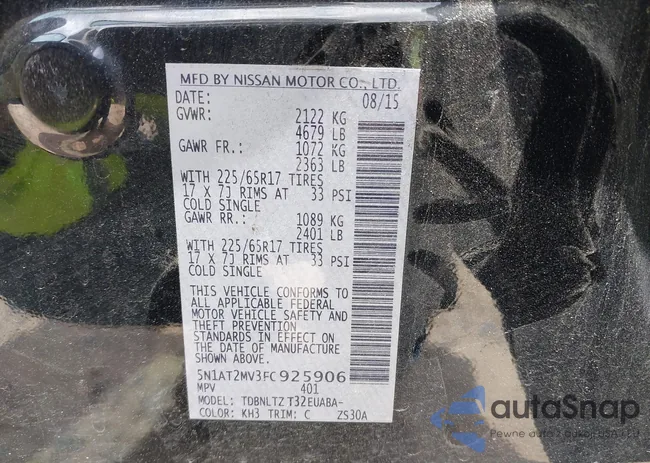 MFD BY NISSAN MOTOR CO., LTD.
DATE: 08/15
GVWR: 2122 KG
4679 LB
GAWR FR.: 1072 KG
2363 LB
WITH 225/65R17 TIRES
17 X 7J RIMS AT 33 PSI
COLD SINGLE
GAWR RR.: 1089 KG
2401 LB
WITH 225/65R17 TIRES
17 X 7J RIMS AT 33 PSI
COLD SINGLE
THIS VEHICLE CONFORMS TO
ALL APPLICABLE FEDERAL
MOTOR VEHICLE SAFETY AND
THEFT PREVENTION
STANDARDS IN EFFECT ON
THE DATE OF MANUFACTURE
SHOWN ABOVE.
5N1AT2MV3FC925906
MPV 401
MODEL: TDBNLTZ T32EUABA-
COLOR: KH3 TRIM: C ZS30A
autoSnap
Pewne auto z aukcji w USA